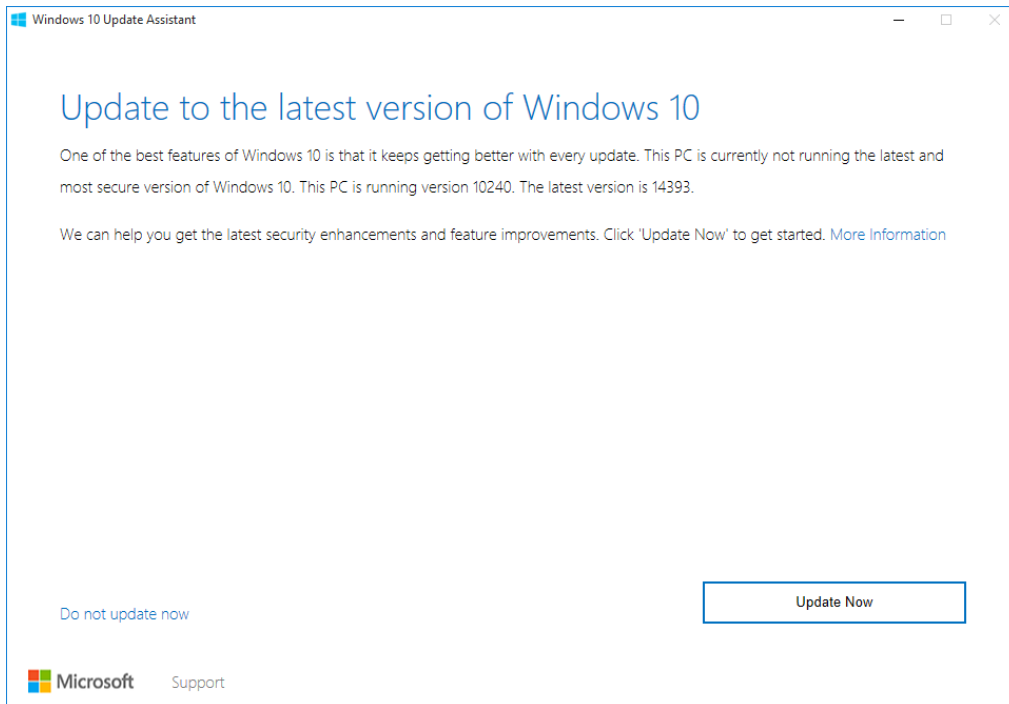 Windows 10 Update Assistant
Update to the latest version of Windows 10
One of the best features of Windows 10 is that it keeps getting better with every update. This PC is currently not running the latest and
most secure version of Windows 10. This PC is running version 10240. The latest version is 14393.
We can help you get the latest security enhancements and feature improvements. Click 'Update Now' to get started. More Information
Update Now
Do not update now
Microsoft Support